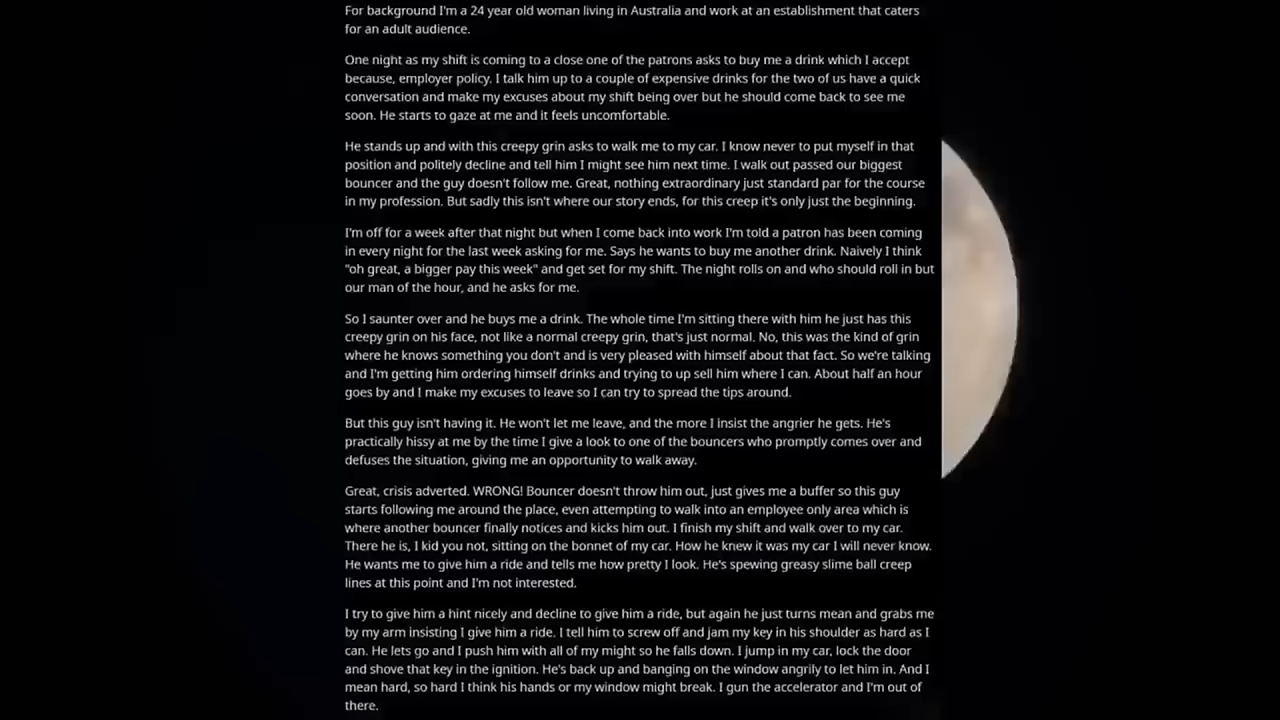 For background I'm a 24 year old woman living in Australia and work at an establishment that caters
for an adult audience.
One night as my shift is coming to a close one of the patrons asks to buy me a drink which I accept
because, employer policy. I talk him up to a couple of expensive drinks for the two of us have a quick
conversation and make my excuses about my shift being over but he should come back to see me
soon. He starts to gaze at me and it feels uncomfortable.
He stands up and with this creepy grin asks to walk me to my car. I know never to put myself in that
position and politely decline and tell him I might see him next time. I walk out passed our biggest
bouncer and the guy doesn't follow me. Great, nothing extraordinary just standard par for the course
in my profession. But sadly this isn't where our story ends, for this creep it's only just the beginning.
I'm off for a week after that night but when I come back into work I'm told a patron has been coming
in every night for the last week asking for me. Says he wants to buy me another drink. Naively I think
"oh great, a bigger pay this week" and get set for my shift. The night rolls on and who should roll in but
our man of the hour, and he asks for me.
So I saunter over and he buys me a drink. The whole time I'm sitting there with him he just has this
creepy grin on his face, not like a normal creepy grin, that's just normal. No, this was the kind of grin
where he knows something you don't and is very pleased with himself about that fact. So we're talking
and I'm getting him ordering himself drinks and trying to up sell him where I can. About half an hour
goes by and I make my excuses to leave so I can try to spread the tips around.
But this guy isn't having it. He won't let me leave, and the more I insist the angrier he gets. He's
practically hissy at me by the time I give a look to one of the bouncers who promptly comes over and
defuses the situation, giving me an opportunity to walk away.
Great, crisis adverted. WRONG! Bouncer doesn't throw him out, just gives me a buffer so this guy
starts following me around the place, even attempting to walk into an employee only area which is
where another bouncer finally notices and kicks him out. I finish my shift and walk over to my car.
There he is, I kid you not, sitting on the bonnet of my car. How he knew it was my car I will never know.
He wants me to give him a ride and tells me how pretty I look. He's spewing greasy slime ball creep
lines at this point and I'm not interested.
I try to give him a hint nicely and decline to give him a ride, but again he just turns mean and grabs me
by my arm insisting I give him a ride. I tell him to screw off and jam my key in his shoulder as hard as I
can. He lets go and I push him with all of my might so he falls down. I jump in my car, lock the door
and shove that key in the ignition. He's back up and banging on the window angrily to let him in. And I
mean hard, so hard I think his hands or my window might break. I gun the accelerator and I'm out of
there.